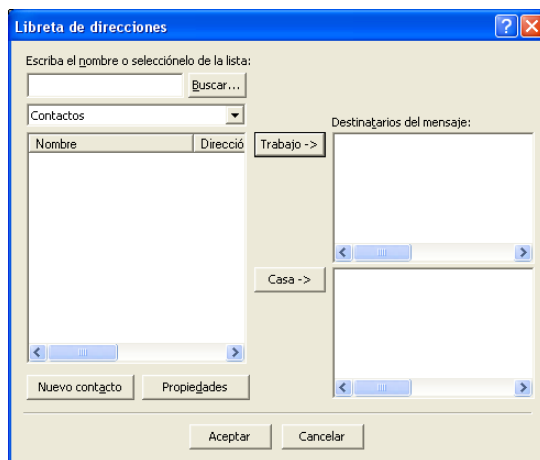 Libreta de direcciones
Escriba el nombre o selecciónelo de la lista:
Buscar...
Contactos
Nombre Direcció
Trabajo ->
Destinatarios del mensaje:
Casa ->
Nuevo contacto Propiedades
Aceptar Cancelar